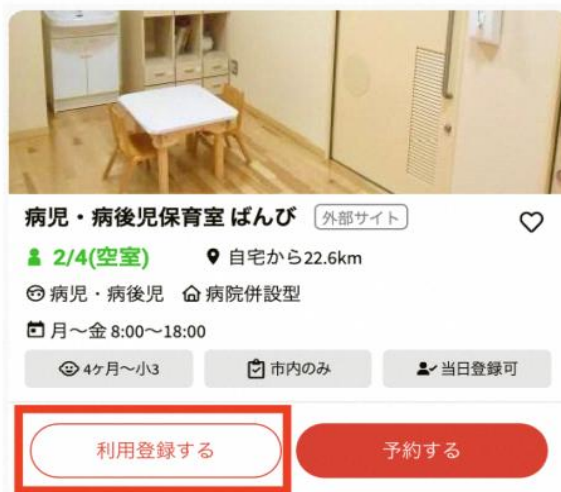 病児・病後児保育室 ばんび 外部サイト
2/4(空室) 自宅から22.6km
病児・病後児 病院併設型
月〜金 8:00〜18:00
4ケ月〜小3 市内のみ 当日登録可
利用登録する 予約する